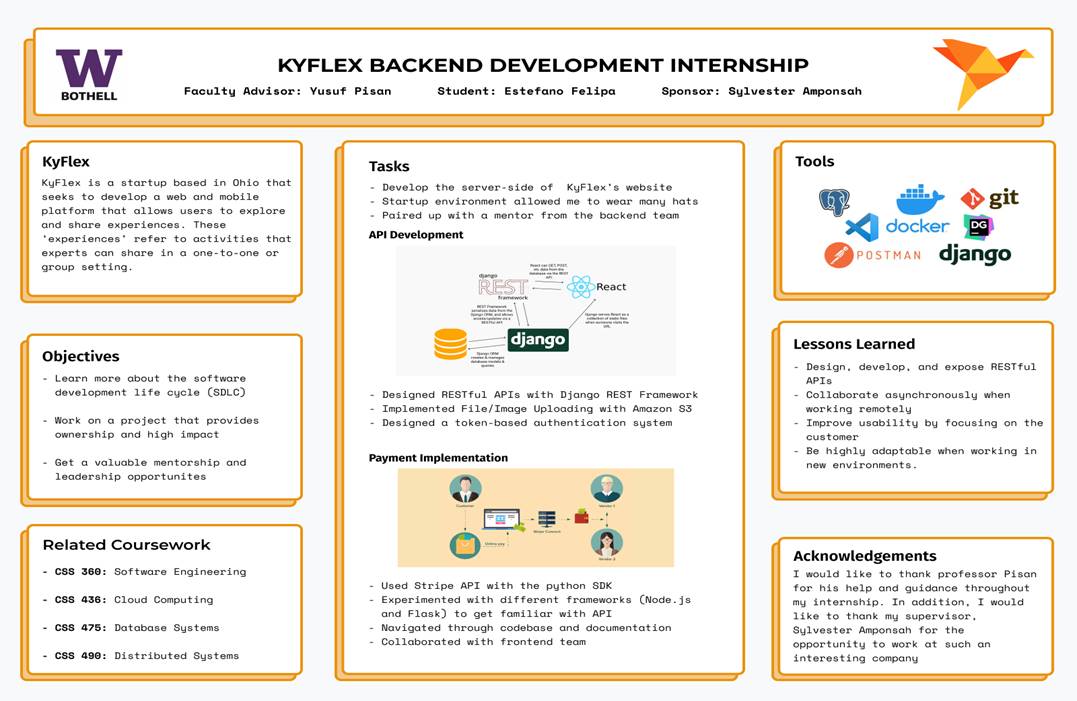 W
BOTHELL
KYFLEX BACKEND DEVELOPMENT INTERNSHIP
Faculty Advisor: Yusuf Pisan Student: Estefano Felipa Sponsor: Sylvester Amponsah
KyFlex
KyFlex is a startup based in Ohio that
seeks to develop a web and mobile
platform that allows users to explore
and share experiences. These
'experiences' refer to activities that
experts can share in a one-to-one or
group setting.
Objectives
- Learn more about the software
development life cycle (SDLC)
- Work on a project that provides
ownership and high impact
- Get a valuable mentorship and
leadership opportunites
Related Coursework
- CSS 360: Software Engineering
- CSS 436: Cloud Computing
- CSS 475: Database Systems
- CSS 490: Distributed Systems
Tasks
- Develop the server-side of KyFlex's website
- Startup environment allowed me to wear many hats
- Paired up with a mentor from the backend team
API Development
React can GET, POST,
etc data from the
database via the REST
API
django
REST
framework
React
REST Framework
serializes data from the
Django ORM, and allows
access/updates via a
RESTful API
Django serves React as a
collection of static files
when someone visits the
URL
django
Django ORM
creates & manages
database models &
queries
- Designed RESTful APIs with Django REST Framework
- Implemented File/Image Uploading with Amazon S3
- Designed a token-based authentication system
Payment Implementation
Customer
Vendor 1
Online pay
Vendor 2
- Used Stripe API with the python SDK
- Experimented with different frameworks (Node.js
and Flask) to get familiar with API
- Navigated through codebase and documentation
- Collaborated with frontend team
Tools
git
docker
DG
POSTMAN
django
Lessons Learned
- Design, develop, and expose RESTful
APIs
- Collaborate asynchronously when
working remotely
- Improve usability by focusing on the
customer
- Be highly adaptable when working in
new environments.
Acknowledgements
I would like to thank professor Pisan
for his help and guidance throughout
my internship. In addition, I would
like to thank my supervisor,
Sylvester Amponsah for the
opportunity to work at such an
interesting company